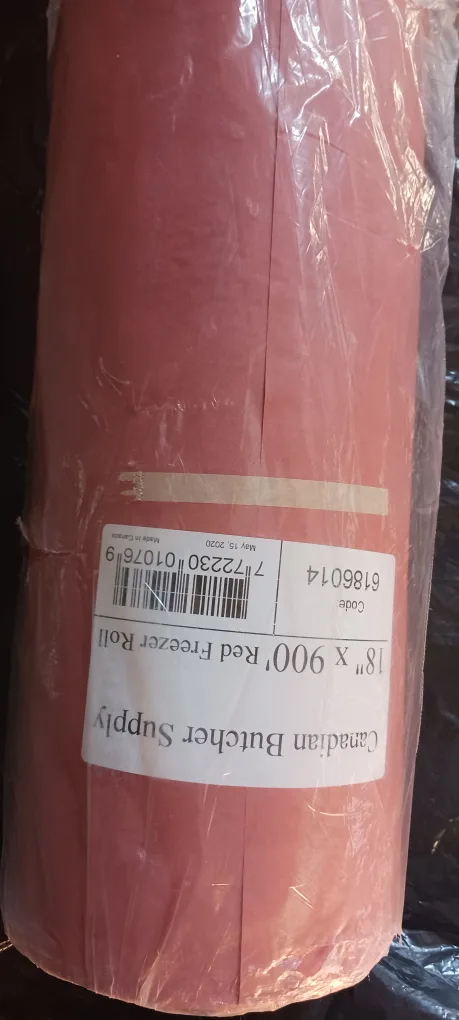 Canadian Butcher Supply
18" x 900' Red Freezer Roll
Code:
6186014
7 72230 01076 9
May 15, 2020
Made in Canada